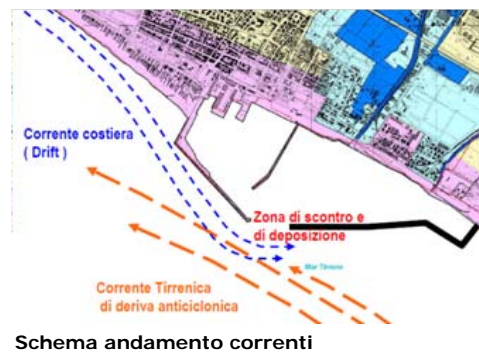 Corrente costiera
( Drift )
Zona di scontro e
di deposizione
Mar Tirreno
Corrente Tirrenica
di deriva anticiclonica
Schema andamento correnti